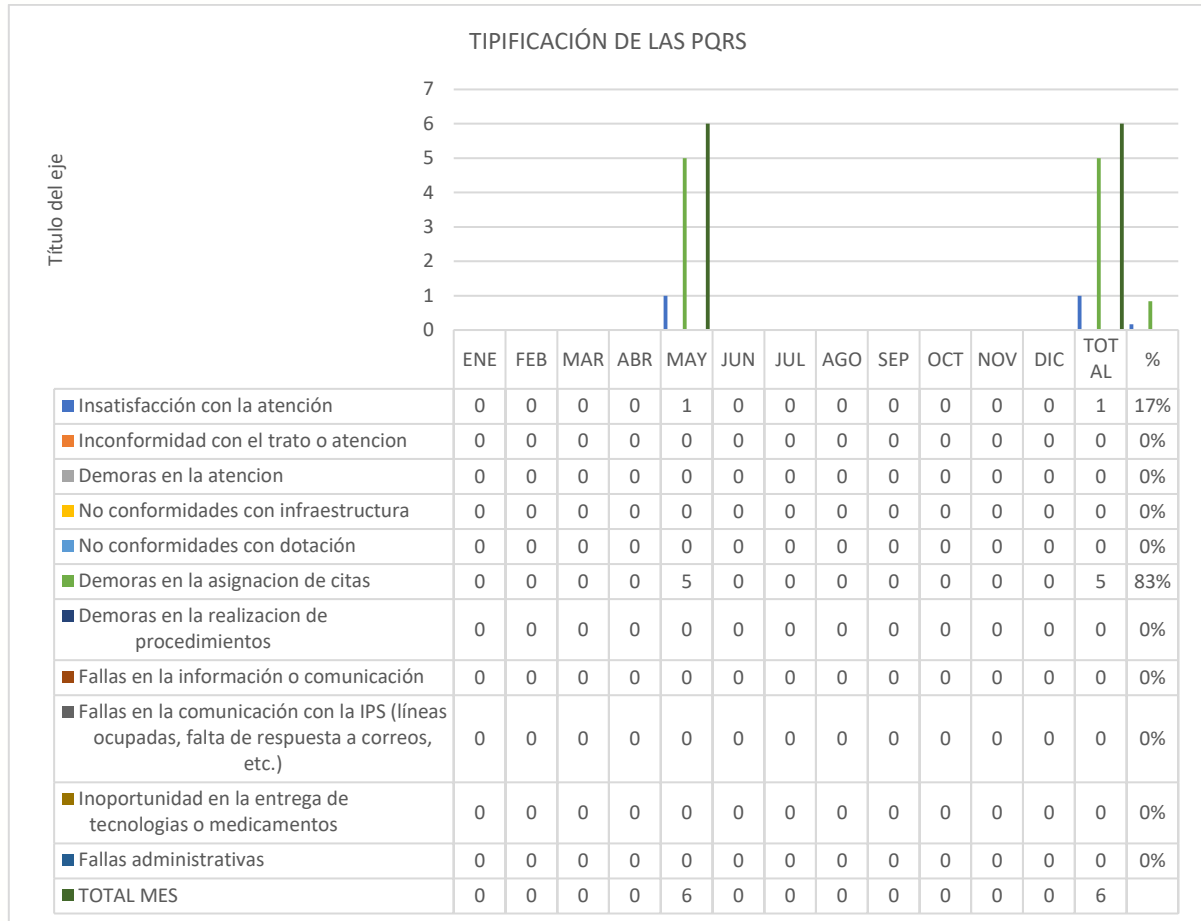 TIPIFICACIÓN DE LAS PQRS
Título del eje
7
6
5
4
3
2
1
0
ENE FEB MAR ABR MAY JUN JUL AGO SEP OCT NOV DIC TOT AL %
Insatisfacción con la atención 0 0 0 0 1 0 0 0 0 0 0 0 1 17%
Inconformidad con el trato o atencion 0 0 0 0 0 0 0 0 0 0 0 0 0 0%
Demoras en la atencion 0 0 0 0 0 0 0 0 0 0 0 0 0 0%
No conformidades con infraestructura 0 0 0 0 0 0 0 0 0 0 0 0 0 0%
No conformidades con dotación 0 0 0 0 0 0 0 0 0 0 0 0 0 0%
Demoras en la asignacion de citas 0 0 0 0 5 0 0 0 0 0 0 0 5 83%
Demoras en la realizacion de
procedimientos 0 0 0 0 0 0 0 0 0 0 0 0 0 0%
Fallas en la información o comunicación 0 0 0 0 0 0 0 0 0 0 0 0 0 0%
Fallas en la comunicación con la IPS (líneas
ocupadas, falta de respuesta a correos, 0 0 0 0 0 0 0 0 0 0 0 0 0 0%
etc.)
Inoportunidad en la entrega de
tecnologias o medicamentos 0 0 0 0 0 0 0 0 0 0 0 0 0 0%
Fallas administrativas 0 0 0 0 0 0 0 0 0 0 0 0 0 0%
TOTAL MES 0 0 0 0 6 0 0 0 0 0 0 0 6